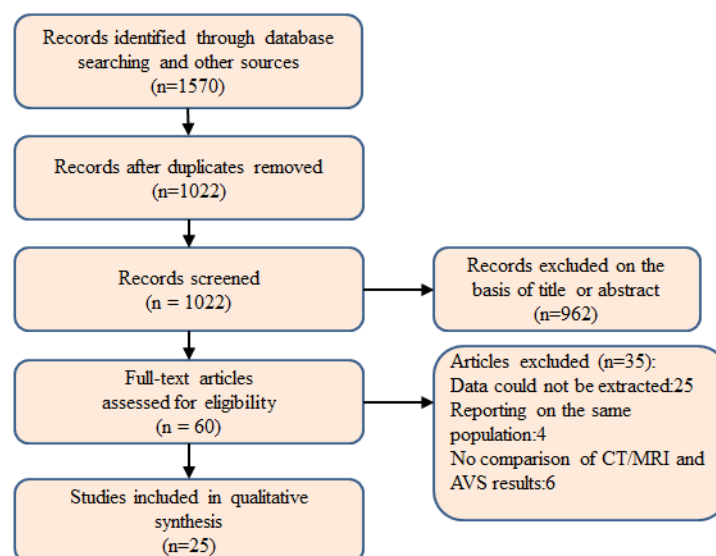 Records identified through database
searching and other sources
(n=1570)
Records after duplicates removed
(n=1022)
Records screened
(n = 1022)
Records excluded on the
basis of title or abstract
(n=962)
Full-text articles
assessed for eligibility
(n = 60)
Articles excluded (n=35):
Data could not be extracted:25
Reporting on the same
population:4
No comparison of CT/MRI and
AVS results:6
Studies included in qualitative
synthesis
(n=25)